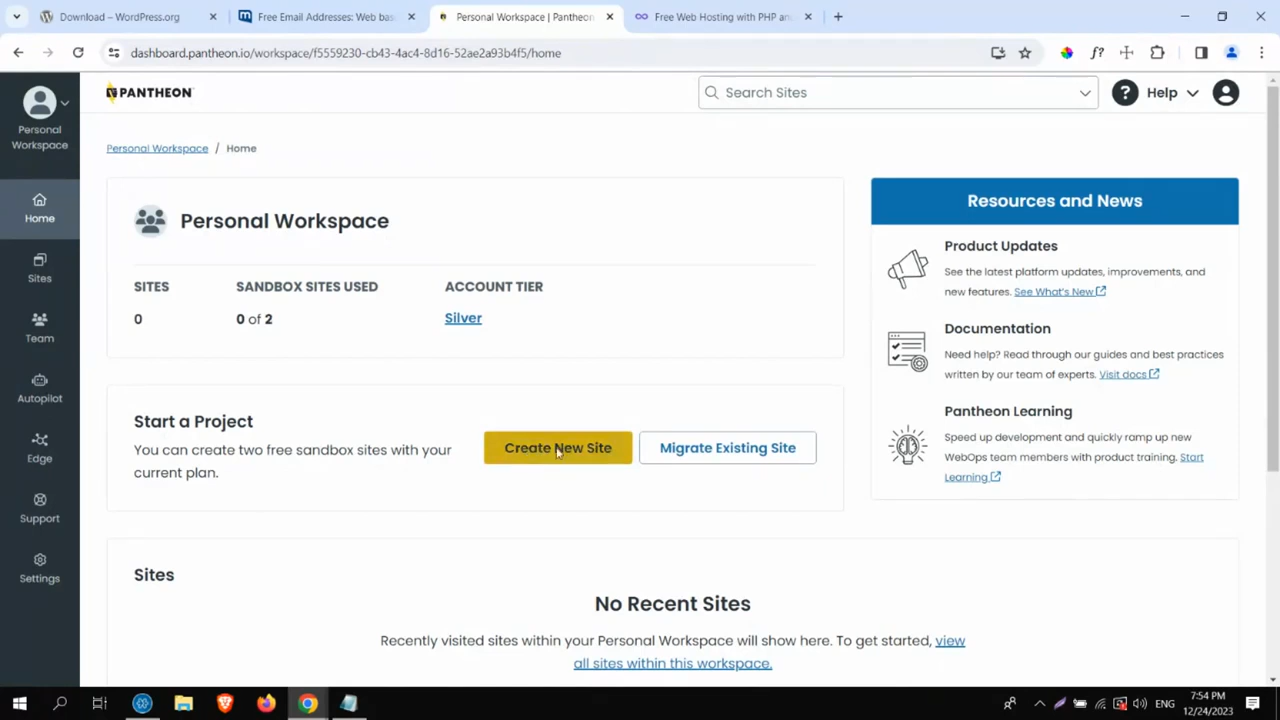 Download – WordPress.org
Free Email Addresses: Web bas
Personal Workspace | Pantheon
Free Web Hosting with PHP and
dashboard.pantheon.io/workspace/f5559230-cb43-4ac4-8d16-52ae2a93b4f5/home
f?
Personal
Workspace
Home
Sites
Team
Autopilot
Edge
Support
Settings
PANTHEON
Search Sites
? Help
Personal Workspace / Home
Personal Workspace
SITES SANDBOX SITES USED ACCOUNT TIER
0 0 of 2 Silver
Start a Project
You can create two free sandbox sites with your
current plan.
Create New Site Migrate Existing Site
Resources and News
Product Updates
See the latest platform updates, improvements, and
new features. See What's New
Documentation
Need help? Read through our guides and best practices
written by our team of experts. Visit docs
Pantheon Learning
Speed up development and quickly ramp up new
WebOps team members with product training. Start
Learning
Sites
No Recent Sites
Recently visited sites within your Personal Workspace will show here. To get started, view
all sites within this workspace.
ENG
7:54 PM
12/24/2023